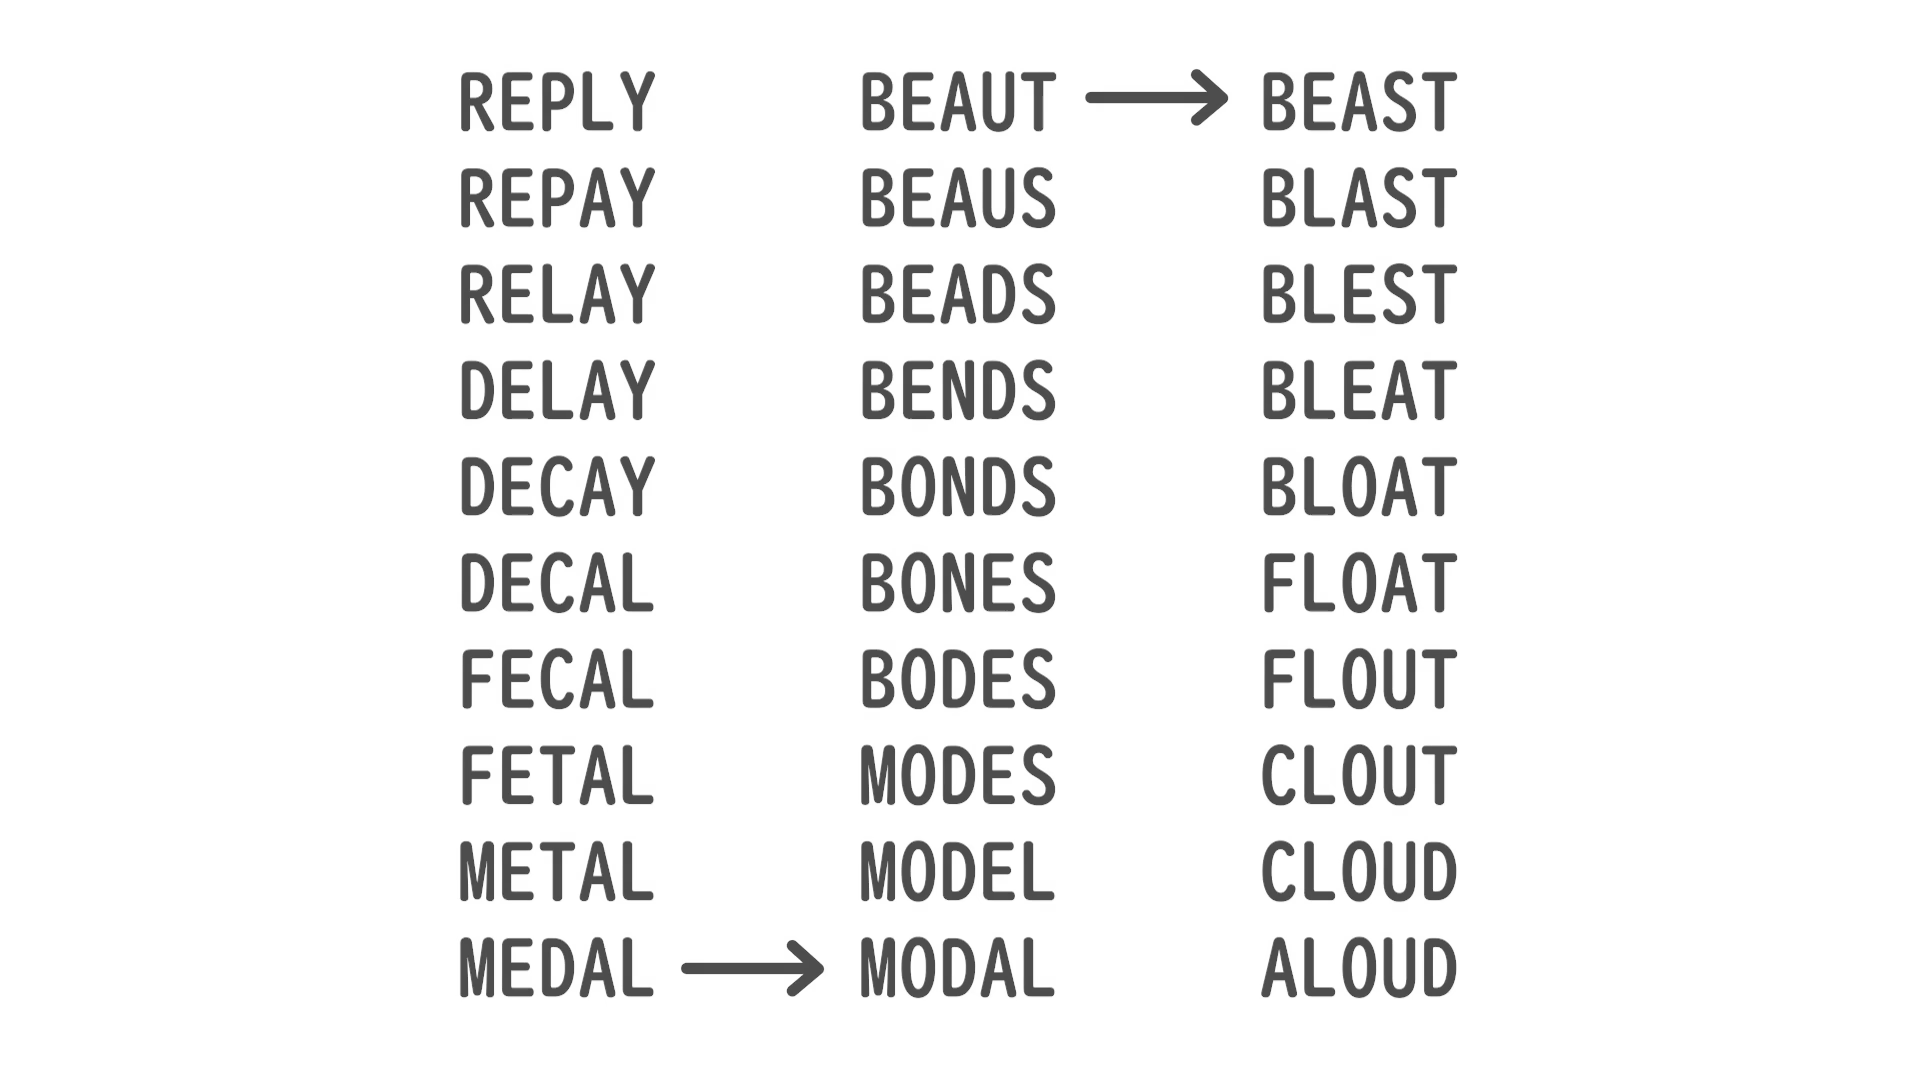 REPLY
REPAY
RELAY
DELAY
DECAY
DECAL
FECAL
FETAL
METAL
MEDAL
BEAUT
BEAUS
BEADS
BENDS
BONDS
BONES
BODES
MODES
MODEL
MODAL
BEAST
BLAST
BLEST
BLEAT
BLOAT
FLOAT
FLOUT
CLOUT
CLOUD
ALOUD